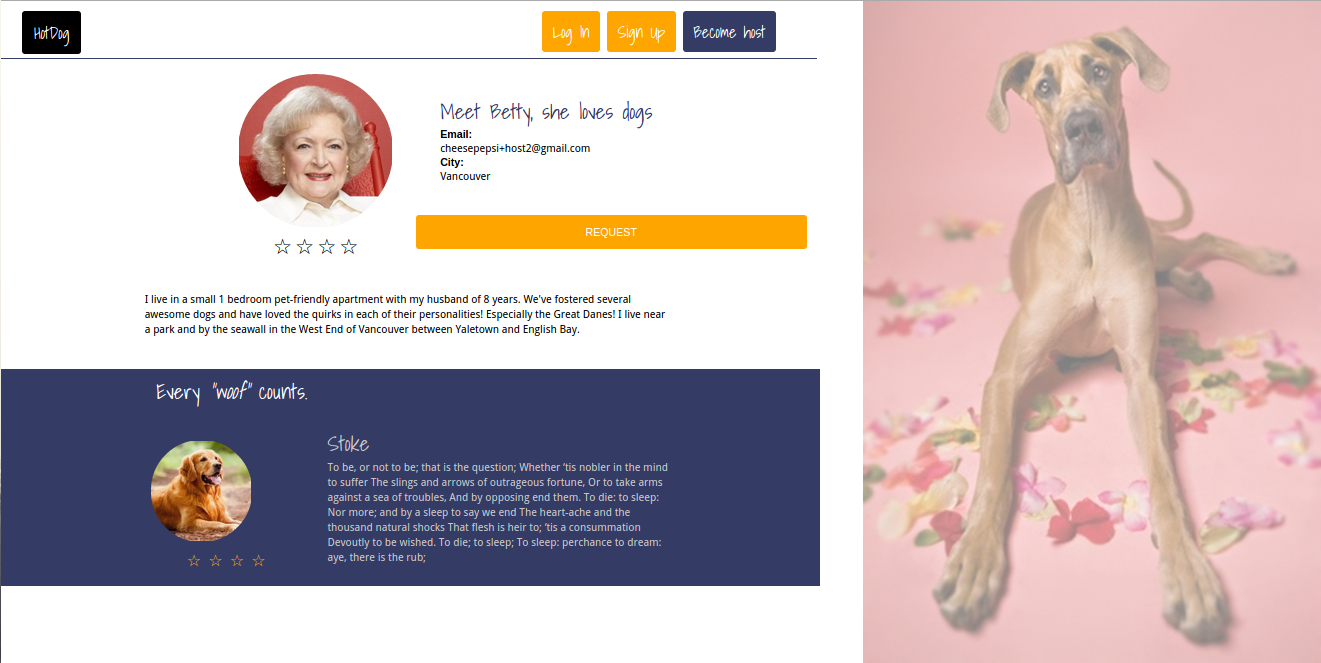 HotDog
Log In
Sign Up
Become host
Meet Betty, she loves dogs
Email:
cheesepepsi+host2@gmail.com
City:
Vancouver
REQUEST
I live in a small 1 bedroom pet-friendly apartment with my husband of 8 years. We've fostered several
awesome dogs and have loved the quirks in each of their personalities! Especially the Great Danes! I live near
a park and by the seawall in the West End of Vancouver between Yaletown and English Bay.
Every "woof" counts.
Stoke
To be, or not to be; that is the question; Whether 'tis nobler in the mind
to suffer The slings and arrows of outrageous fortune, Or to take arms
against a sea of troubles, And by opposing end them. To die: to sleep:
Nor more; and by a sleep to say we end The heart-ache and the
thousand natural shocks That flesh is heir to; 'tis a consummation
Devoutly to be wished. To die; to sleep; To sleep: perchance to dream:
aye, there is the rub;